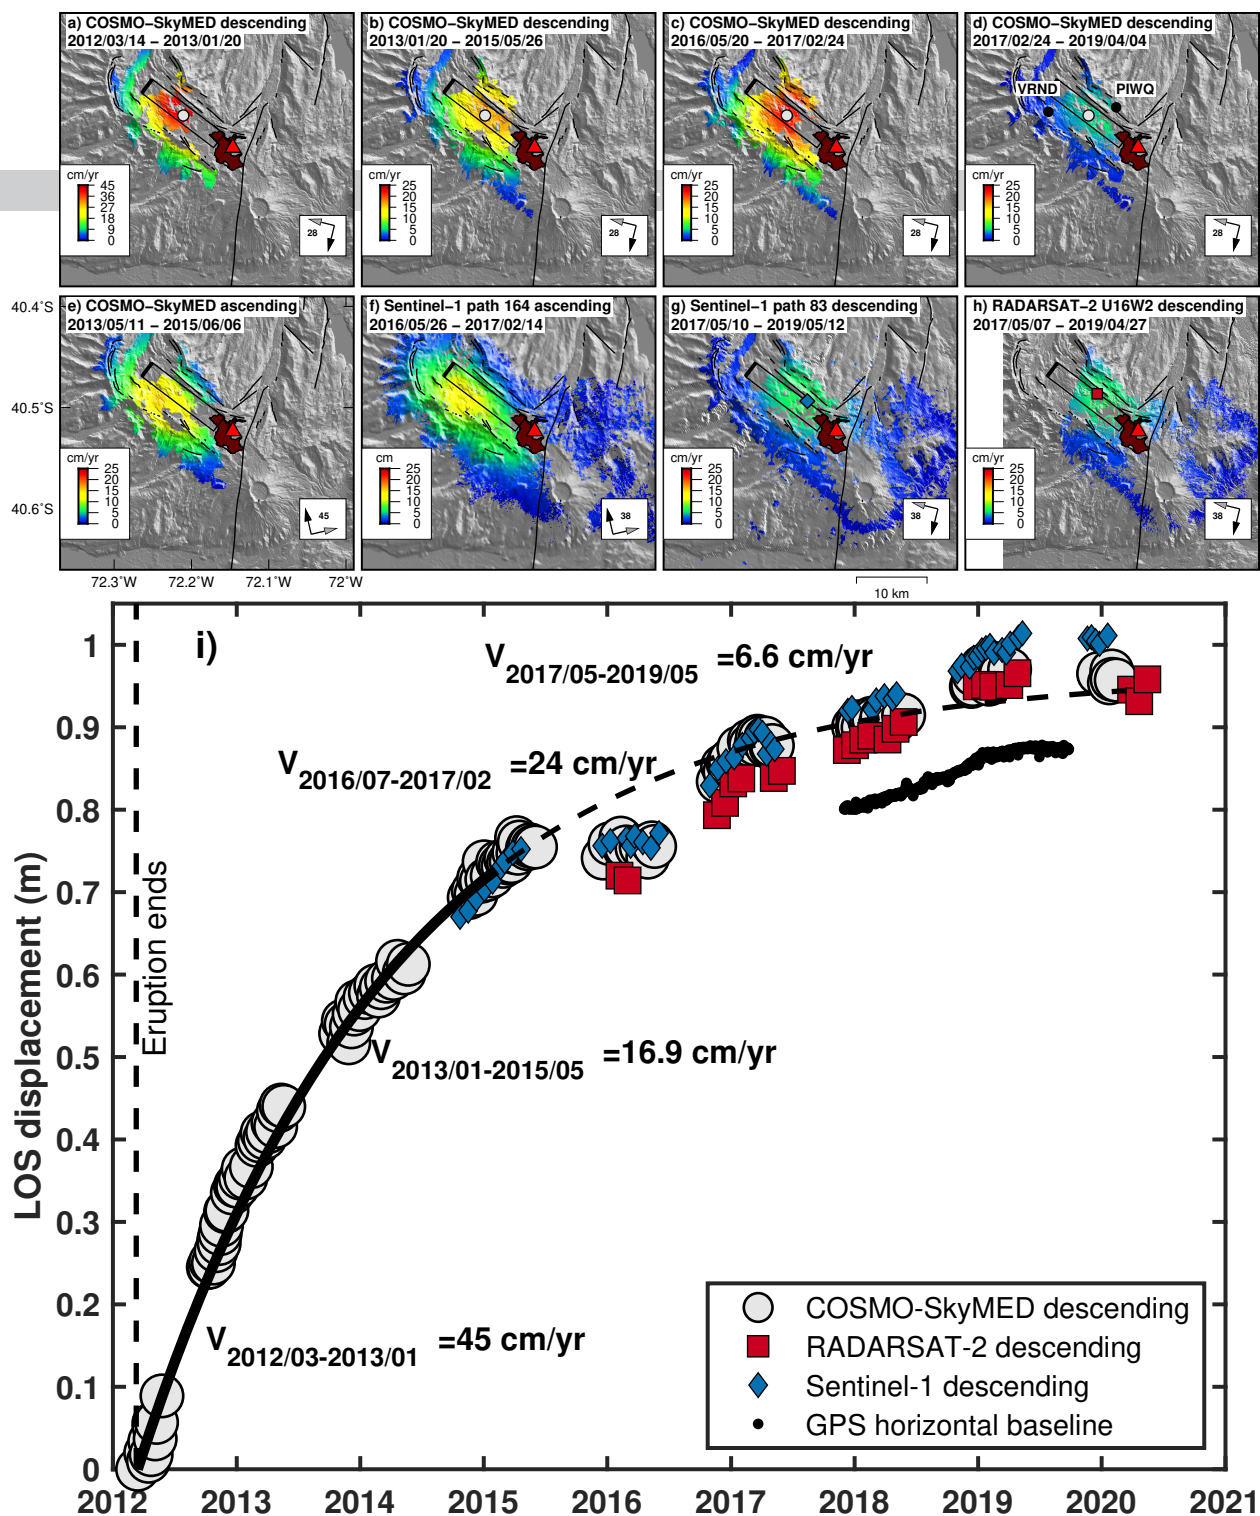 a) COSMO–SkyMED descending
2012/03/14 – 2013/01/20
cm/yr
45
36
27
18
9
0
28
b) COSMO–SkyMED descending
2013/01/20 – 2015/05/26
cm/yr
25
20
15
10
5
0
28
c) COSMO–SkyMED descending
2016/05/20 – 2017/02/24
cm/yr
25
20
15
10
5
0
28
d) COSMO–SkyMED descending
2017/02/24 – 2019/04/04
VRND
PIWQ
cm/yr
25
20
15
10
5
0
28
40.4˚S
40.5˚S
40.6˚S
e) COSMO–SkyMED ascending
2013/05/11 – 2015/06/06
cm/yr
25
20
15
10
5
0
45
f) Sentinel–1 path 164 ascending
2016/05/26 – 2017/02/14
cm
25
20
15
10
5
0
38
g) Sentinel–1 path 83 descending
2017/05/10 – 2019/05/12
cm/yr
25
20
15
10
5
0
38
h) RADARSAT–2 U16W2 descending
2017/05/07 – 2019/04/27
cm/yr
25
20
15
10
5
0
38
72.3˚W 72.2˚W 72.1˚W 72˚W
10 km
i)
V2017/05-2019/05 =6.6 cm/yr
V2016/07-2017/02 =24 cm/yr
V2013/01-2015/05 =16.9 cm/yr
V2012/03-2013/01 =45 cm/yr
Eruption ends
LOS displacement (m)
1
0.9
0.8
0.7
0.6
0.5
0.4
0.3
0.2
0.1
0
COSMO-SkyMED descending
RADARSAT-2 descending
Sentinel-1 descending
GPS horizontal baseline
2012 2013 2014 2015 2016 2017 2018 2019 2020 2021